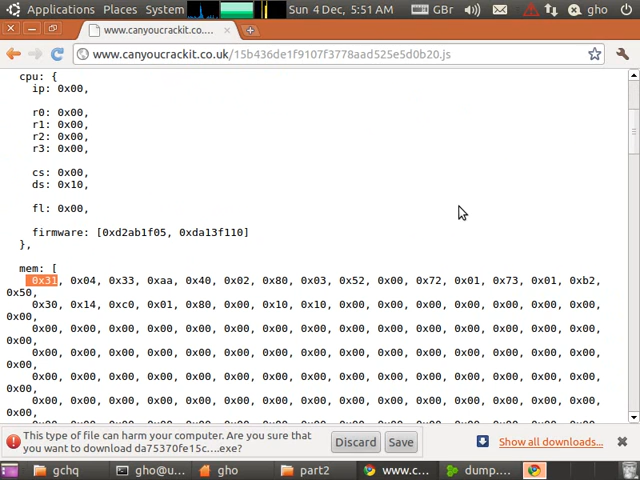 Applications Places System Sun 4 Dec, 5:51 AM GBr gho
www.canyoucrackit.co....
www.canyoucrackit.co.uk/15b436de1f9107f3778aad525e5d0b20.js
cpu: {
ip: 0x00,
r0: 0x00,
r1: 0x00,
r2: 0x00,
r3: 0x00,
cs: 0x00,
ds: 0x10,
fl: 0x00,
firmware: [0xd2ab1f05, 0xda13f110]
},
mem: [
0x31, 0x04, 0x33, 0xaa, 0x40, 0x02, 0x80, 0x03, 0x52, 0x00, 0x72, 0x01, 0x73, 0x01, 0xb2,
0x50,
0x30, 0x14, 0xc0, 0x01, 0x80, 0x00, 0x10, 0x10, 0x00, 0x00, 0x00, 0x00, 0x00, 0x00, 0x00,
0x00,
0x00, 0x00, 0x00, 0x00, 0x00, 0x00, 0x00, 0x00, 0x00, 0x00, 0x00, 0x00, 0x00, 0x00, 0x00,
0x00,
0x00, 0x00, 0x00, 0x00, 0x00, 0x00, 0x00, 0x00, 0x00, 0x00, 0x00, 0x00, 0x00, 0x00, 0x00,
0x00,
0x00, 0x00, 0x00, 0x00, 0x00, 0x00, 0x00, 0x00, 0x00, 0x00, 0x00, 0x00, 0x00, 0x00, 0x00,
0x00,
0x00, 0x00, 0x00, 0x00, 0x00, 0x00, 0x00, 0x00, 0x00, 0x00, 0x00, 0x00, 0x00, 0x00, 0x00,
0x00,
This type of file can harm your computer. Are you sure that
you want to download da75370fe15c....exe?
Discard Save Show all downloads...
gchq gho@u... gho part2 www.c... dump....